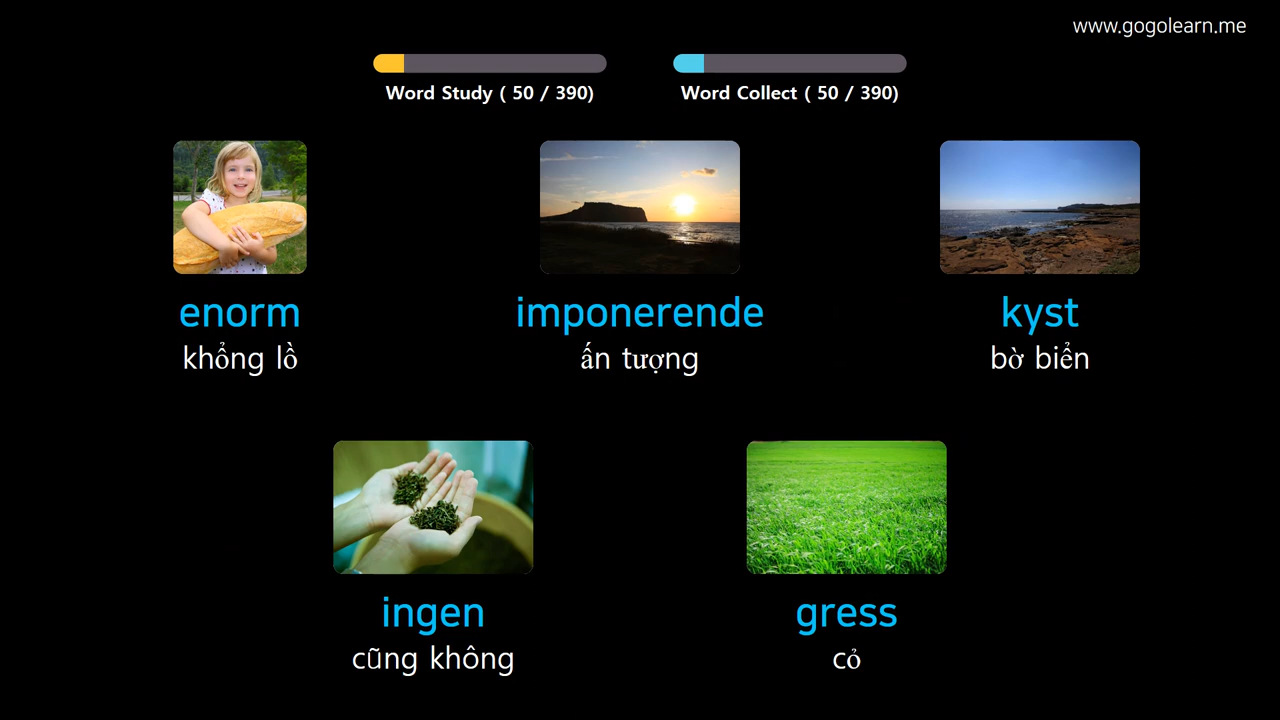 www.gogolearn.me
Word Study ( 50 / 390)
Word Collect ( 50 / 390)
enorm
khổng lồ
imponerende
ấn tượng
kyst
bờ biển
ingen
cũng không
gress
cỏ